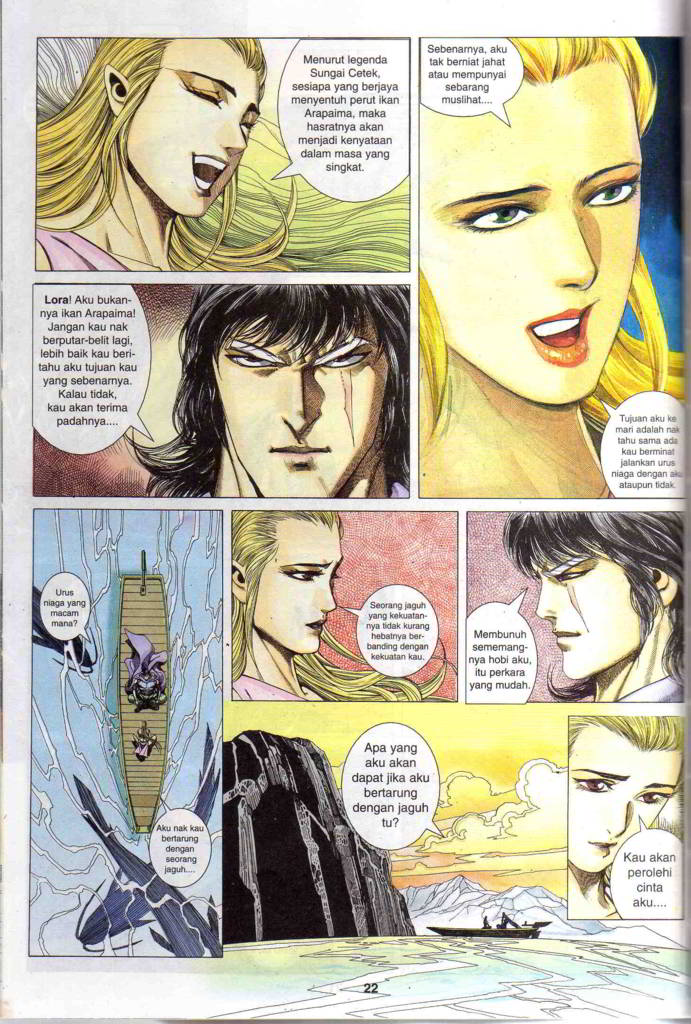 Menurut legenda
Sungai Cetek,
sesiapa yang berjaya
menyentuh perut ikan
Arapaima, maka
hasratnya akan
menjadi kenyataan
dalam masa yang
singkat.
Sebenarnya, aku
tak berniat jahat
atau mempunyai
sebarang
muslihat....
Tujuan aku ke
mari adalah nak
tahu sama ada
kau berminat
jalankan urus
niaga dengan aku
ataupun tidak.
Lora! Aku bukan-
nya ikan Arapaima!
Jangan kau nak
berputar-belit lagi,
lebih baik kau beri-
tahu aku tujuan kau
yang sebenarnya.
Kalau tidak,
kau akan terima
padahnya....
Urus
niaga yang
macam
mana?
Aku nak kau
bertarung
dengan
seorang
jaguh....
Seorang jaguh
yang kekuatan-
nya tidak kurang
hebatnya ber-
banding dengan
kekuatan kau.
Membunuh
sememang-
nya hobi aku,
itu perkara
yang mudah.
Apa yang
aku akan
dapat jika aku
bertarung
dengan jaguh
tu?
Kau akan
perolehi
cinta
aku....
22